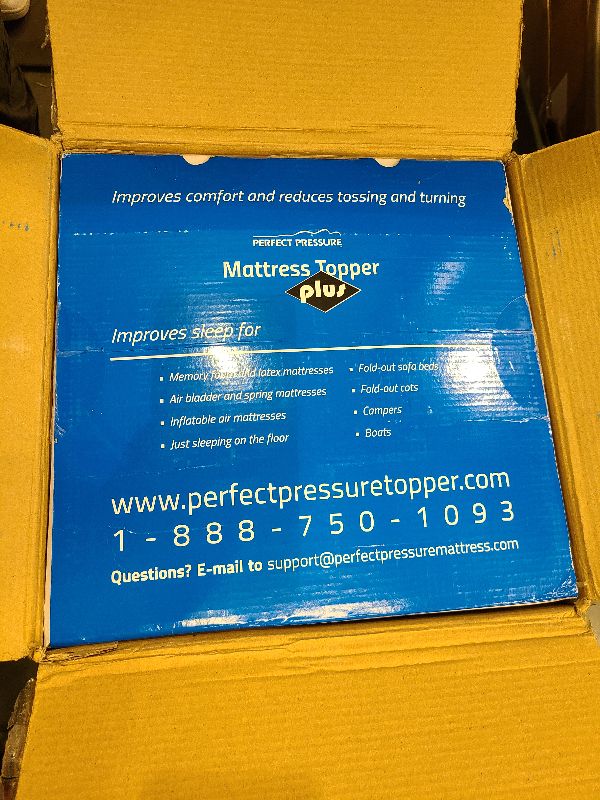 Improves comfort and reduces tossing and turning
PERFECT PRESSURE
Mattress Topper
plus
Improves sleep for
▪ Memory foam and latex mattresses
▪ Air bladder and spring mattresses
▪ Inflatable air mattresses
▪ Just sleeping on the floor
▪ Fold-out sofa beds
▪ Fold-out cots
▪ Campers
▪ Boats
www.perfectpressuretopper.com
1-888-750-1093
Questions? E-mail to support@perfectpressuremattress.com